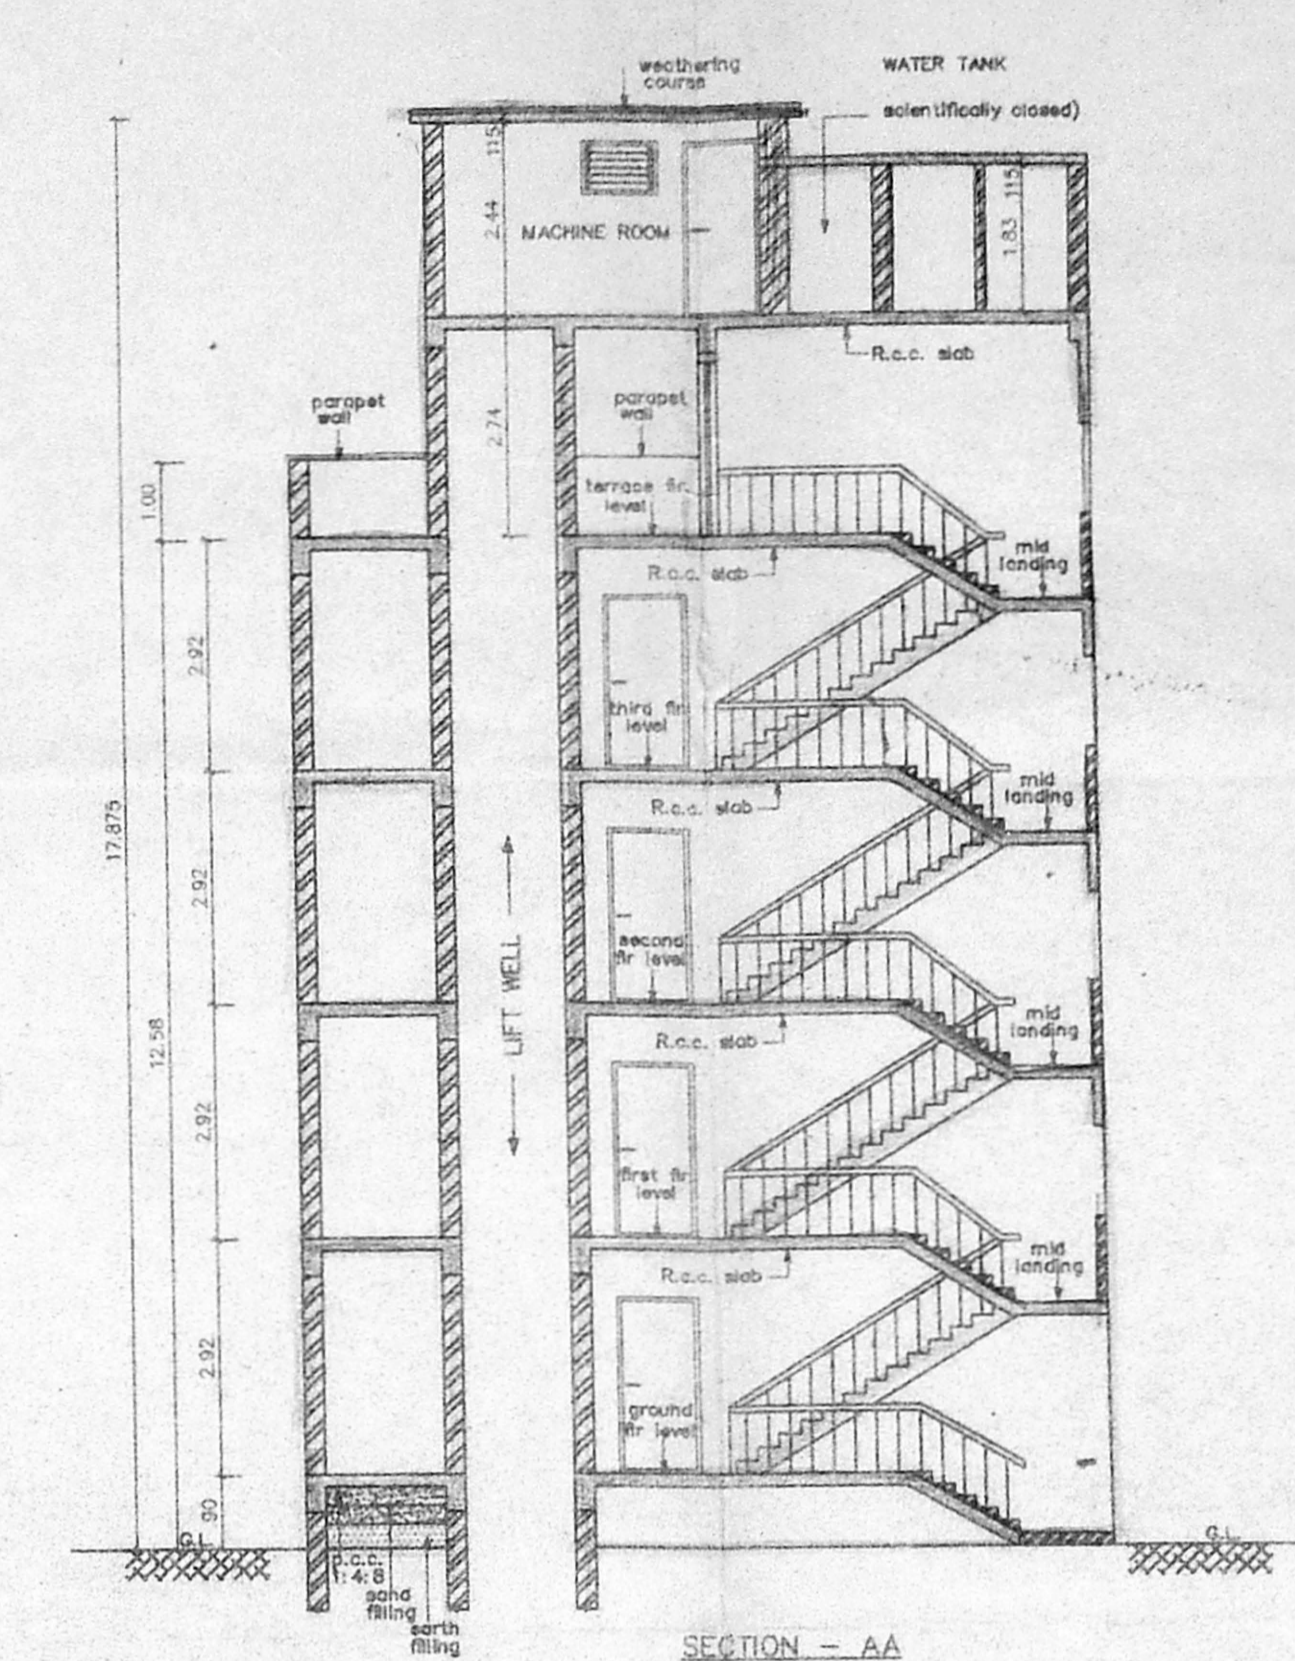 weathering
course
WATER TANK
scientifically closed)
115
2.44
MACHINE ROOM
115
1.83
R.c.c. slab
parapet
wall
parapet
wall
2.74
1.00
terrace flr
level
mid
landing
R.c.c. slab
2.92
third flr
level
mid
landing
R.c.c. slab
17.875
2.92
LIFT WELL
second
flr level
mid
landing
R.c.c. slab
12.58
2.92
first flr
level
mid
landing
R.c.c. slab
2.92
ground
flr level
90
G.L.
G.L.
p.c.c.
1:4:8
sand
filling
earth
filling
SECTION - AA